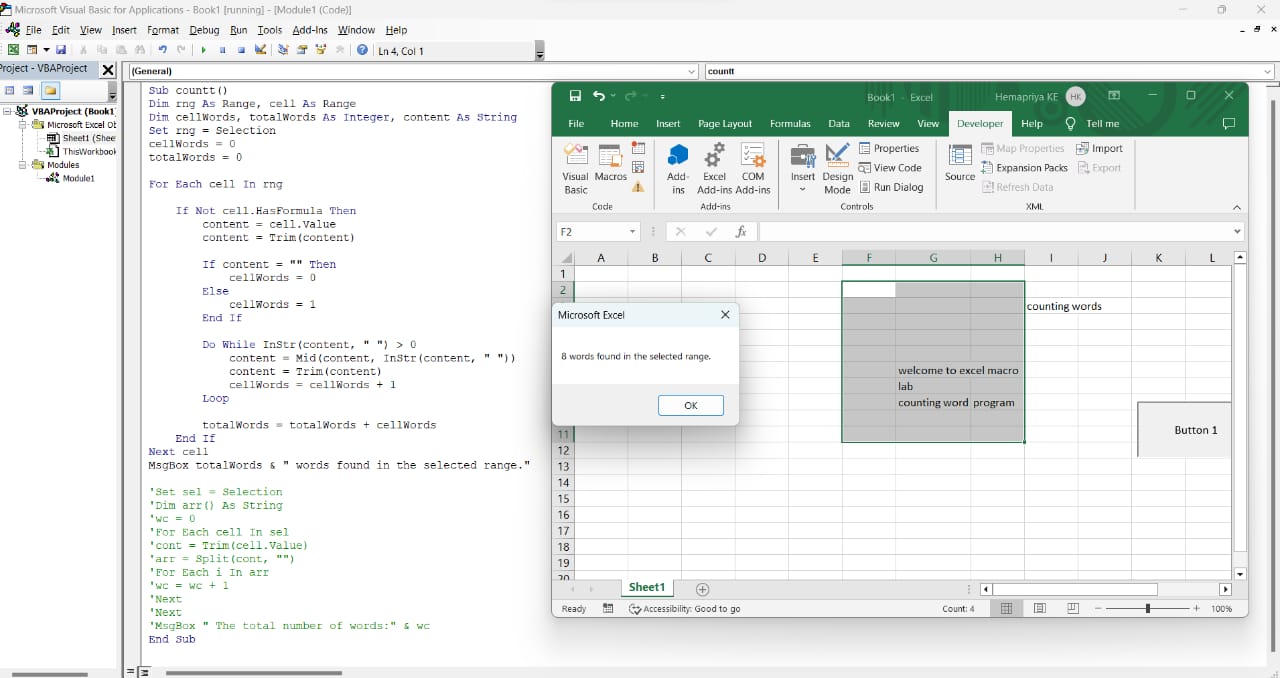 Microsoft Visual Basic for Applications - Book1 [running] - [Module1 (Code)]
File Edit View Insert Format Debug Run Tools Add-Ins Window Help
Ln 4, Col 1
Project - VBAProject
(General)
countt
VBAProject (Book1
Microsoft Excel Ob
Sheet1 (Shee
ThisWorkbook
Modules
Module1
Sub countt()
Dim rng As Range, cell As Range
Dim cellWords, totalWords As Integer, content As String
Set rng = Selection
cellWords = 0
totalWords = 0
For Each cell In rng
If Not cell.HasFormula Then
content = cell.Value
content = Trim(content)
If content = "" Then
cellWords = 0
Else
cellWords = 1
End If
Do While InStr(content, " ") > 0
content = Mid(content, InStr(content, " "))
content = Trim(content)
cellWords = cellWords + 1
Loop
totalWords = totalWords + cellWords
End If
Next cell
MsgBox totalWords & " words found in the selected range."
'Set sel = Selection
'Dim arr() As String
'wc = 0
'For Each cell In sel
'cont = Trim(cell.Value)
'arr = Split(cont, "")
'For Each i In arr
'wc = wc + 1
'Next
'Next
'MsgBox " The total number of words:" & wc
End Sub
Book1 - Excel
Hemapriya KE
HK
File Home Insert Page Layout Formulas Data Review View Developer Help Tell me
Visual Basic
Macros
Code
Add-ins
Excel Add-ins
COM Add-ins
Add-ins
Insert
Design Mode
Properties
View Code
Run Dialog
Controls
Source
Map Properties
Expansion Packs
Refresh Data
Import
Export
XML
F2
fx
A B C D E F G H I J K L
1
2
counting words
Microsoft Excel
8 words found in the selected range.
OK
welcome to excel macro
lab
counting word program
Button 1
11
12
13
14
15
16
17
18
19
20
Sheet1
Ready
Accessibility: Good to go
Count: 4
100%